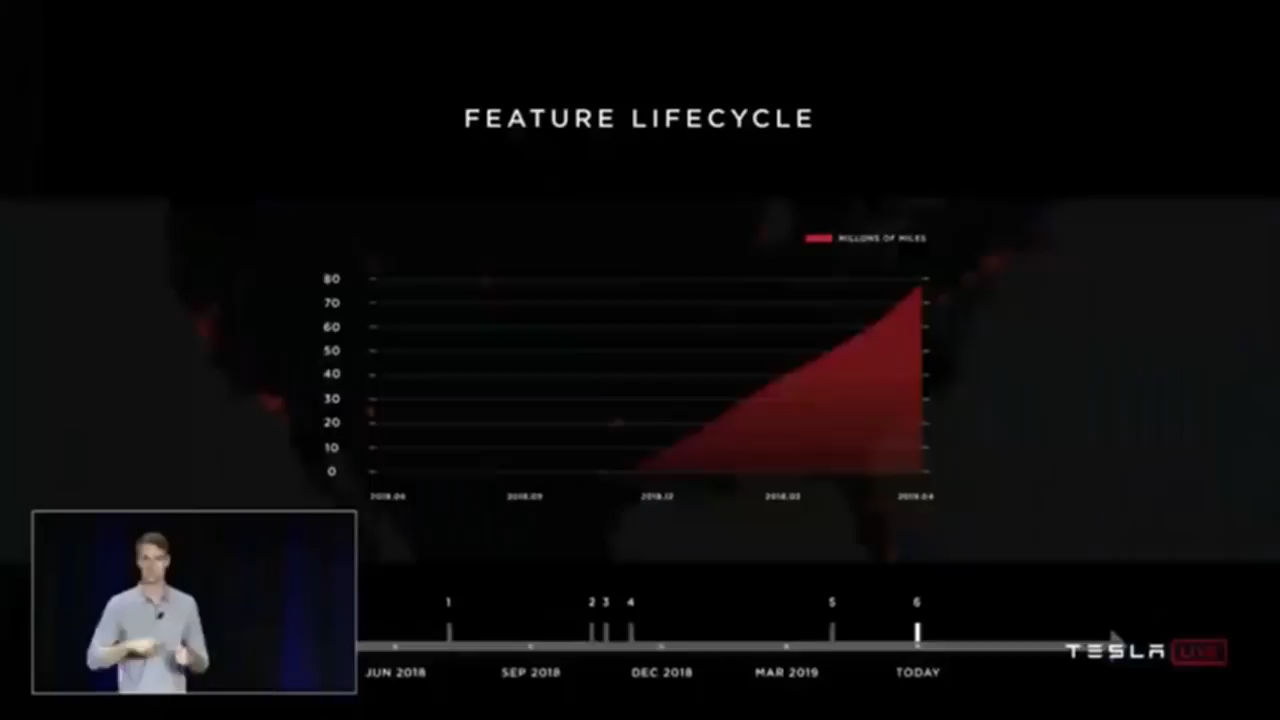 FEATURE LIFECYCLE
MILLIONS OF MILES
80
70
60
50
40
30
20
10
0
2018.06 2018.09 2018.12 2018.03 2019.04
1 2 3 4 5 6
JUN 2018 SEP 2018 DEC 2018 MAR 2019 TODAY
TESLA LIVE